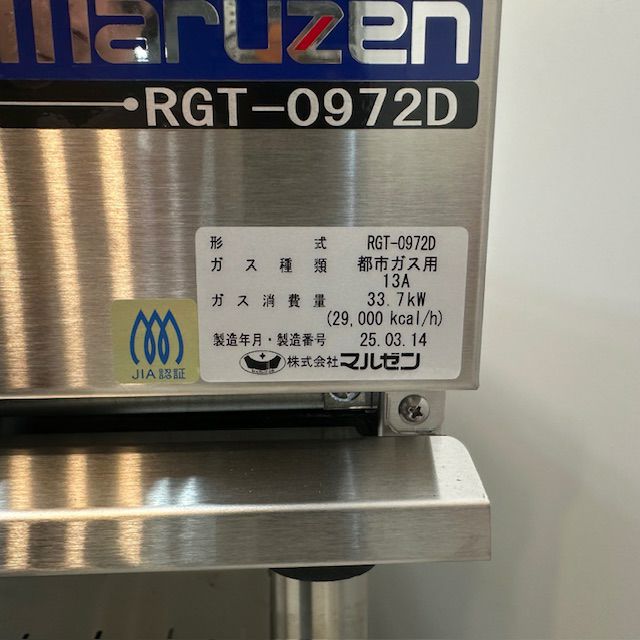 maruzen
RGT-0972D
形式 RGT-0972D
ガス種類 都市ガス用
13A
ガス消費量 33.7kW
(29,000 kcal/h)
製造年月・製造番号 25.03.14
株式会社マルゼン
JIA認証